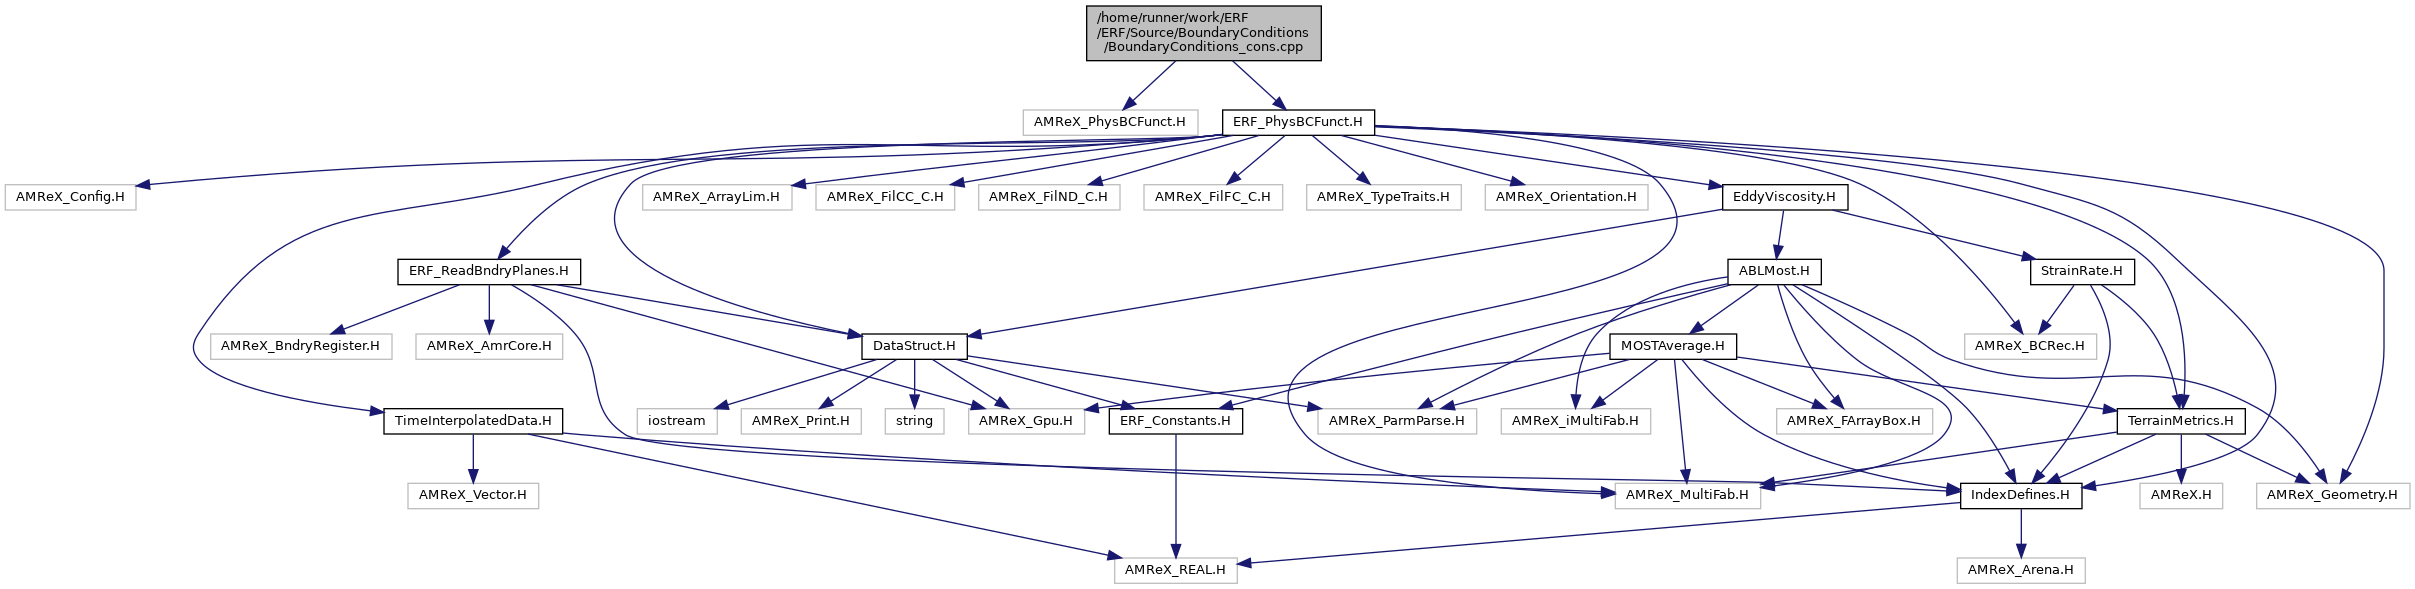 /home/runner/work/ERF
/ERF/Source/BoundaryConditions
/BoundaryConditions_cons.cpp
AMReX_PhysBCFunct.H
ERF_PhysBCFunct.H
AMReX_Config.H
AMReX_ArrayLim.H
AMReX_FilCC_C.H
AMReX_FilND_C.H
AMReX_FilFC_C.H
AMReX_TypeTraits.H
AMReX_Orientation.H
EddyViscosity.H
ERF_ReadBndryPlanes.H
ABLMost.H
StrainRate.H
AMReX_BndryRegister.H
AMReX_AmrCore.H
DataStruct.H
MOSTAverage.H
AMReX_BCRec.H
TimeInterpolatedData.H
iostream
AMReX_Print.H
string
AMReX_Gpu.H
ERF_Constants.H
AMReX_ParmParse.H
AMReX_iMultiFab.H
AMReX_FArrayBox.H
TerrainMetrics.H
AMReX_Vector.H
AMReX_MultiFab.H
IndexDefines.H
AMReX.H
AMReX_Geometry.H
AMReX_REAL.H
AMReX_Arena.H